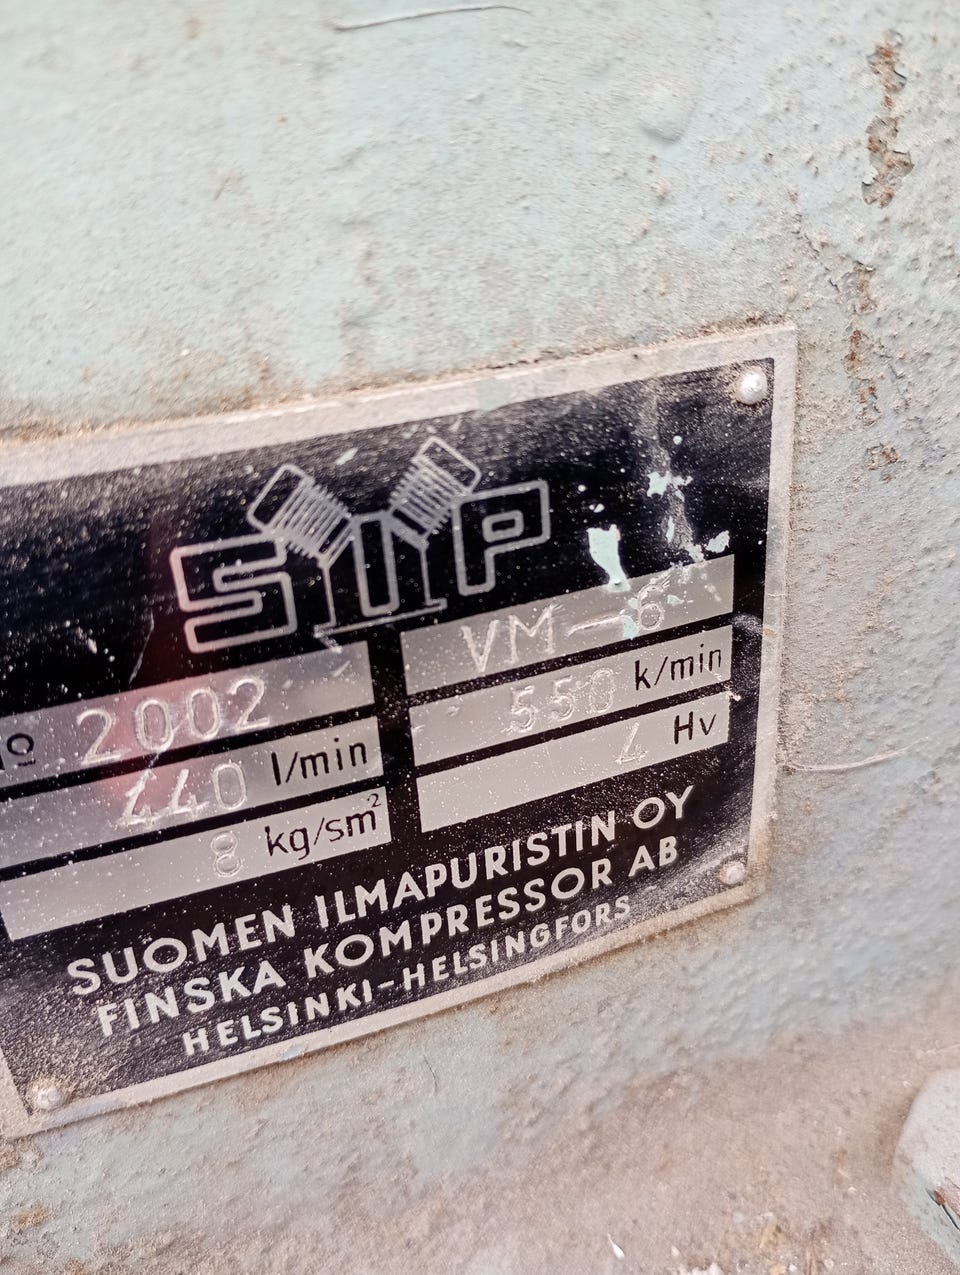 SIP
No 2002 VM-6
440 l/min 550 k/min
8 kg/sm² 4 Hv
SUOMEN ILMAPURISTIN OY
FINSKA KOMPRESSOR AB
HELSINKI-HELSINGFORS